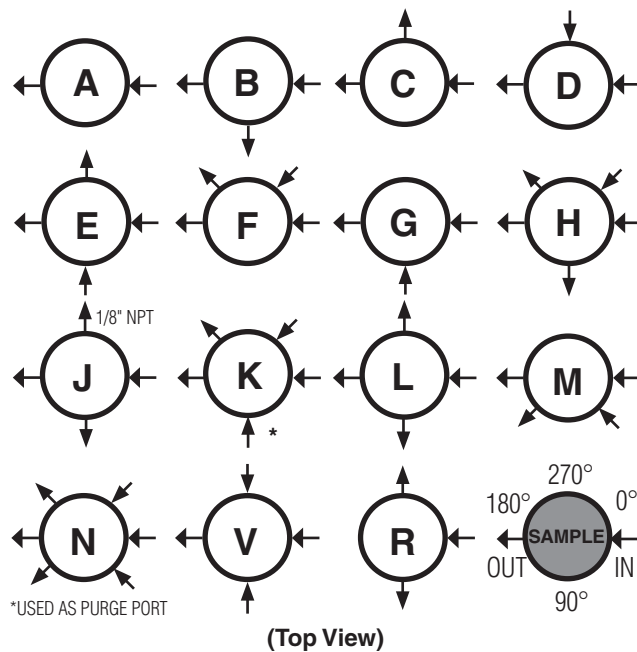 A B C D
E F G H
1/8" NPT
J K L M
*
270°
180° 0°
N V R SAMPLE
OUT IN
90°
*USED AS PURGE PORT
(Top View)